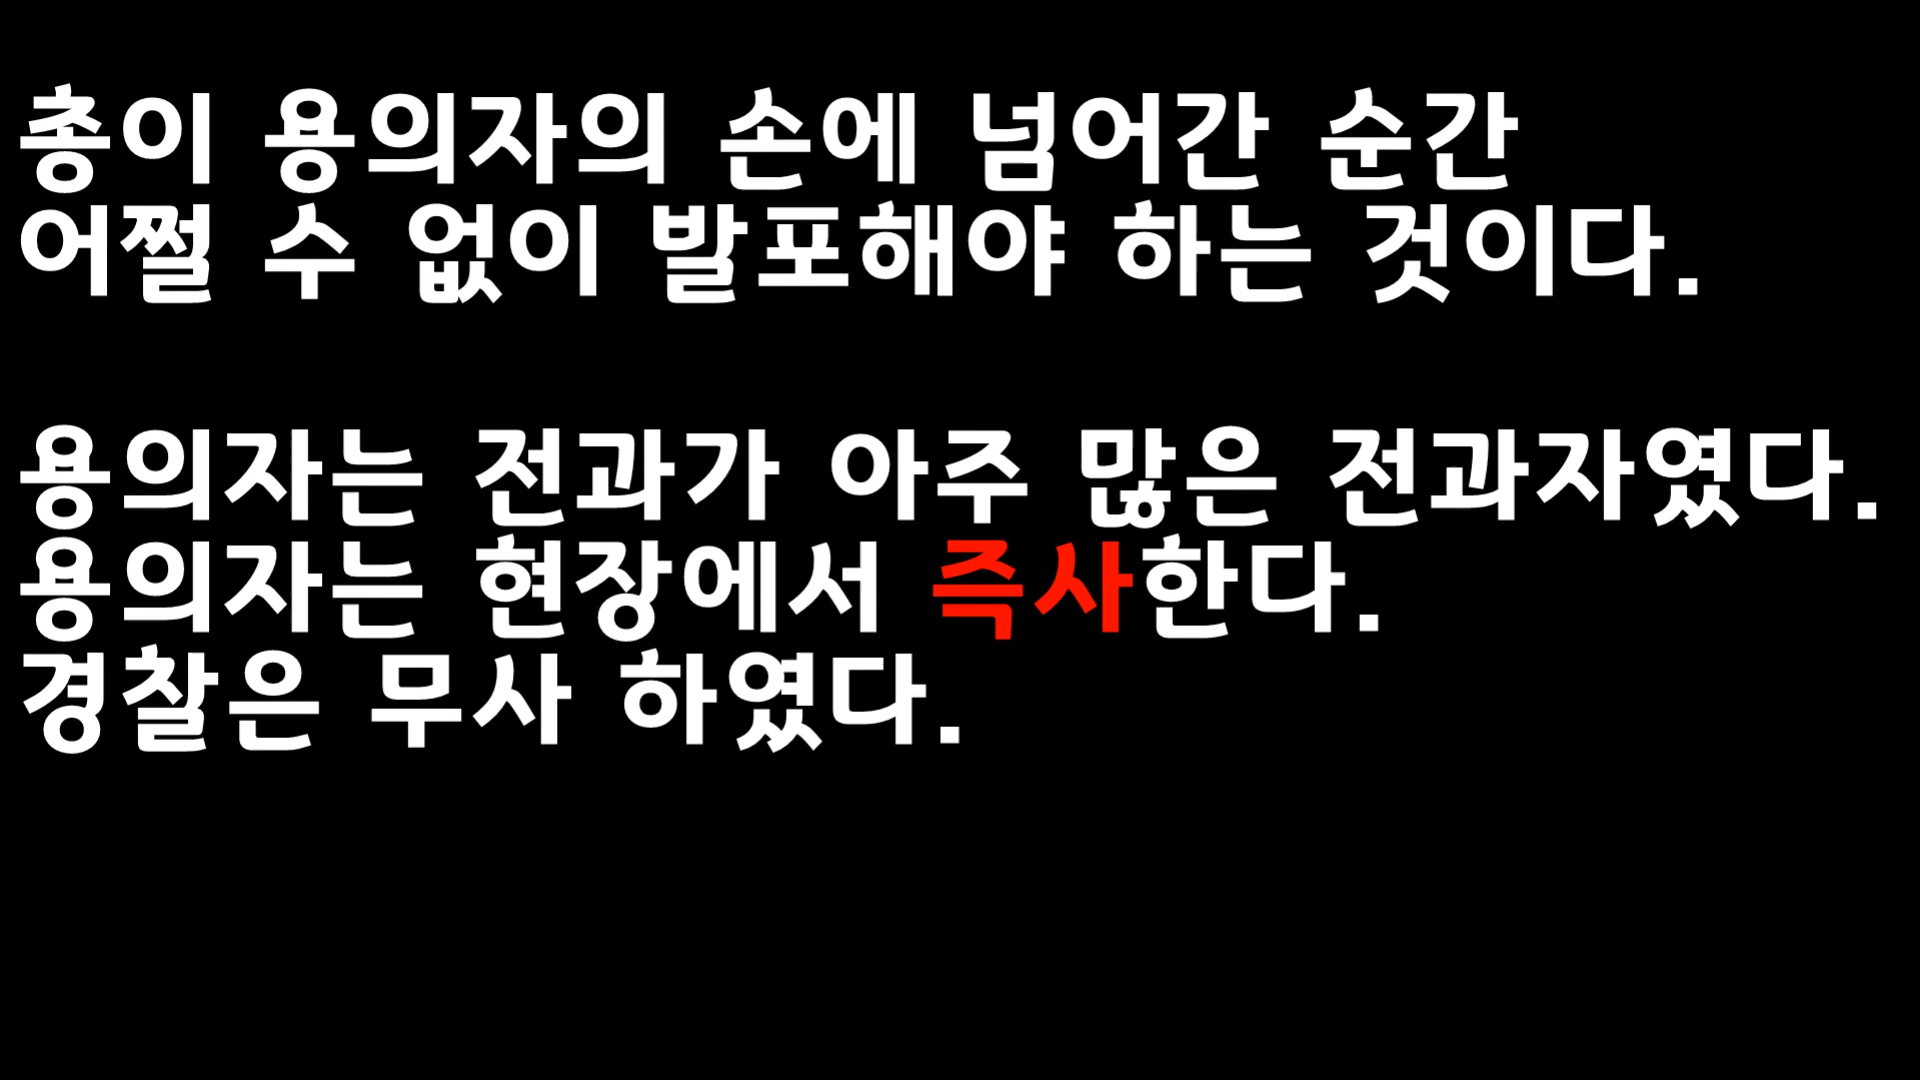 총이 용의자의 손에 넘어간 순간
어쩔 수 없이 발포해야 하는 것이다.
용의자는 전과가 아주 많은 전과자였다.
용의자는 현장에서 즉사한다.
경찰은 무사 하였다.